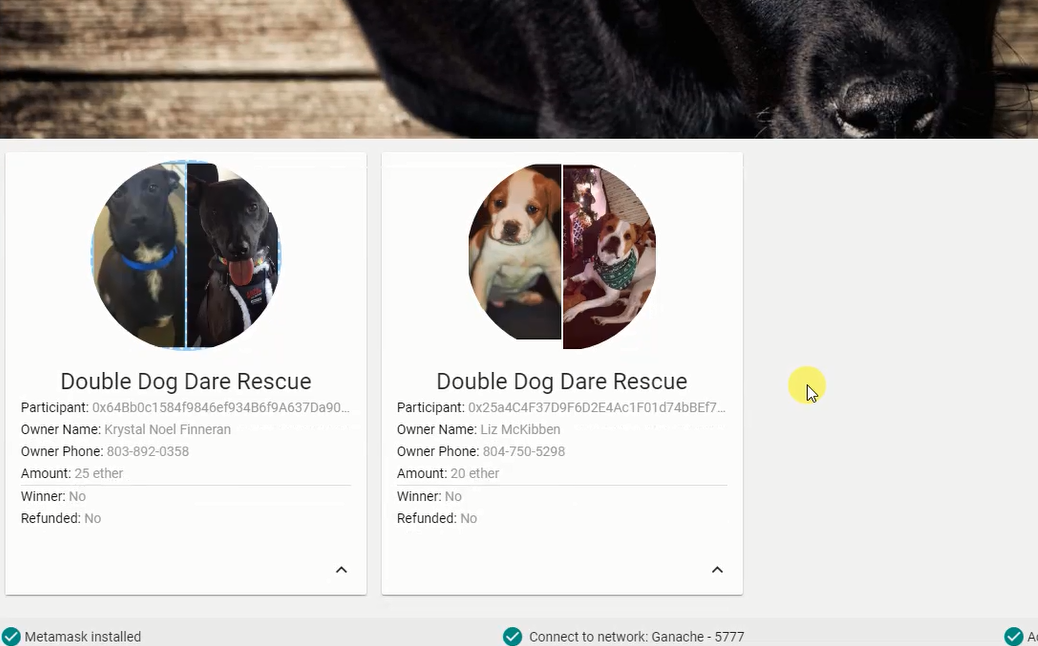 Double Dog Dare Rescue
Participant: 0x64Bb0c1584f9846ef934B6f9A637Da90...
Owner Name: Krystal Noel Finneran
Owner Phone: 803-892-0358
Amount: 25 ether
Winner: No
Refunded: No
Double Dog Dare Rescue
Participant: 0x25a4C4F37D9F6D2E4Ac1F01d74bBEf7...
Owner Name: Liz McKibben
Owner Phone: 804-750-5298
Amount: 20 ether
Winner: No
Refunded: No
Metamask installed
Connect to network: Ganache - 5777